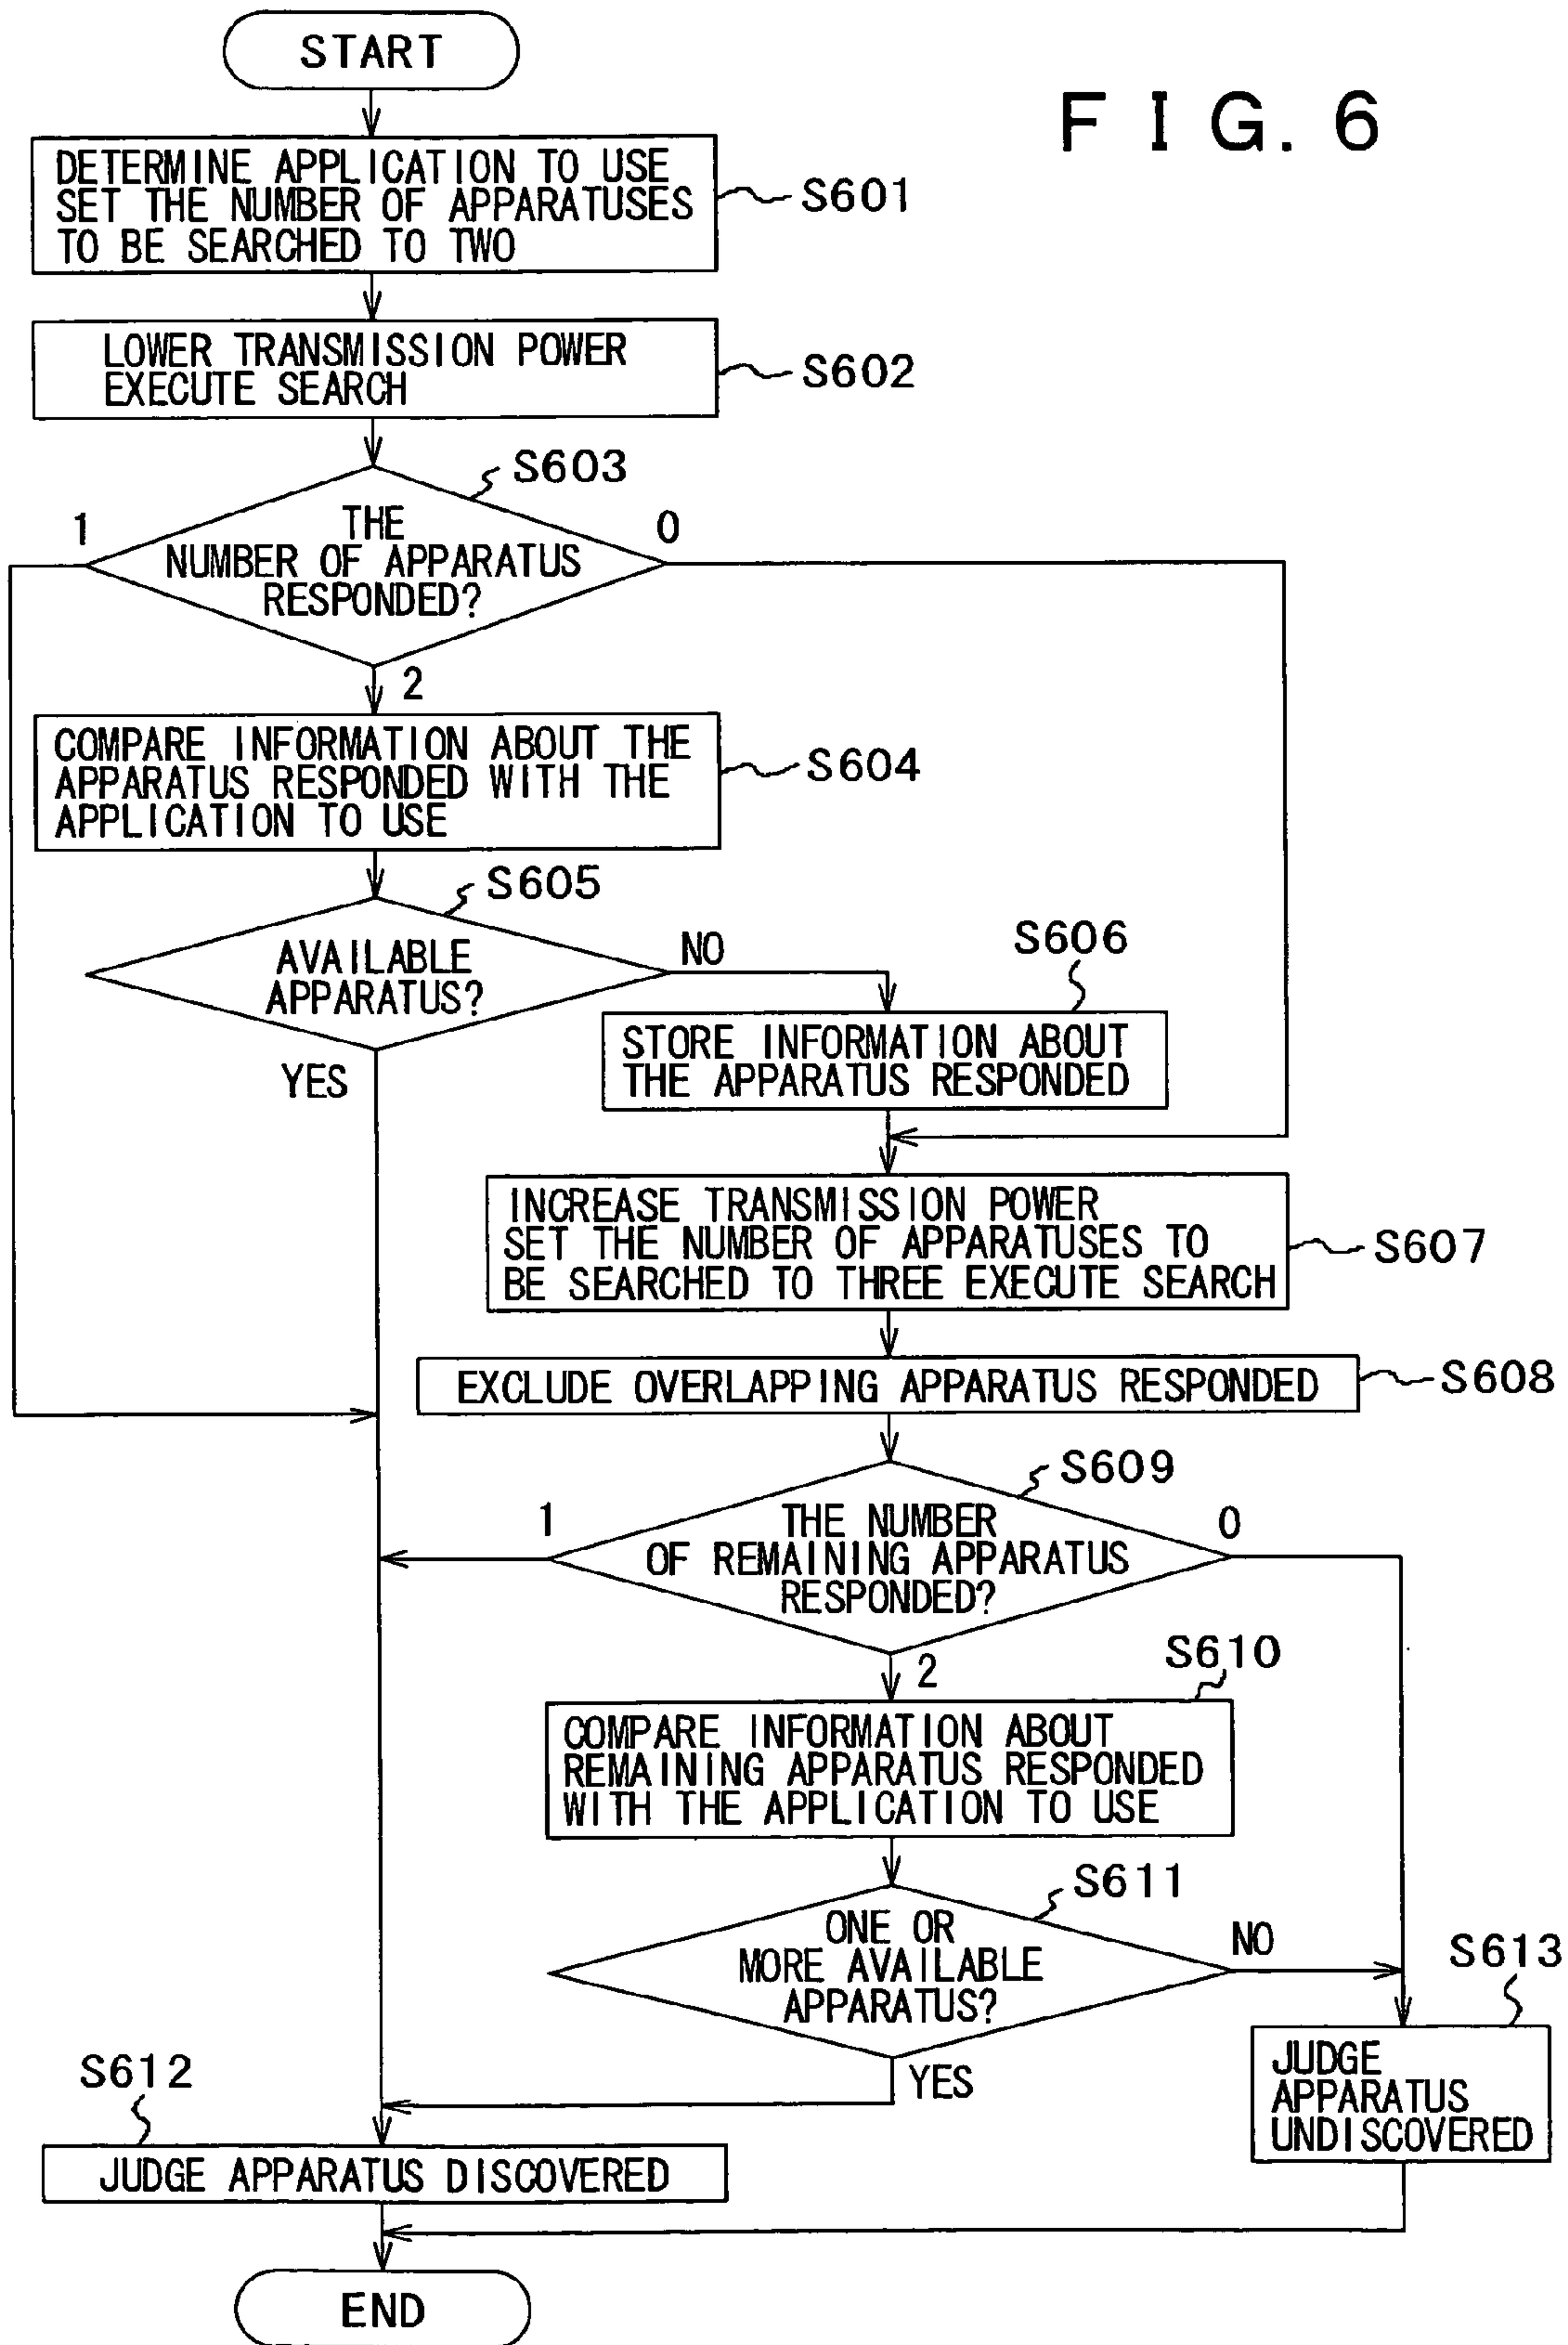 START
F I G. 6
DETERMINE APPLICATION TO USE
SET THE NUMBER OF APPARATUSES
TO BE SEARCHED TO TWO
S601
LOWER TRANSMISSION POWER
EXECUTE SEARCH
S602
S603
1
THE
NUMBER OF APPARATUS
RESPONDED?
0
2
COMPARE INFORMATION ABOUT THE
APPARATUS RESPONDED WITH THE
APPLICATION TO USE
S604
S605
AVAILABLE
APPARATUS?
NO
YES
S606
STORE INFORMATION ABOUT
THE APPARATUS RESPONDED
INCREASE TRANSMISSION POWER
SET THE NUMBER OF APPARATUSES TO
BE SEARCHED TO THREE EXECUTE SEARCH
S607
EXCLUDE OVERLAPPING APPARATUS RESPONDED
S608
S609
1
THE NUMBER
OF REMAINING APPARATUS
RESPONDED?
0
2
S610
COMPARE INFORMATION ABOUT
REMAINING APPARATUS RESPONDED
WITH THE APPLICATION TO USE
S611
ONE OR
MORE AVAILABLE
APPARATUS?
NO
YES
S613
JUDGE
APPARATUS
UNDISCOVERED
S612
JUDGE APPARATUS DISCOVERED
END